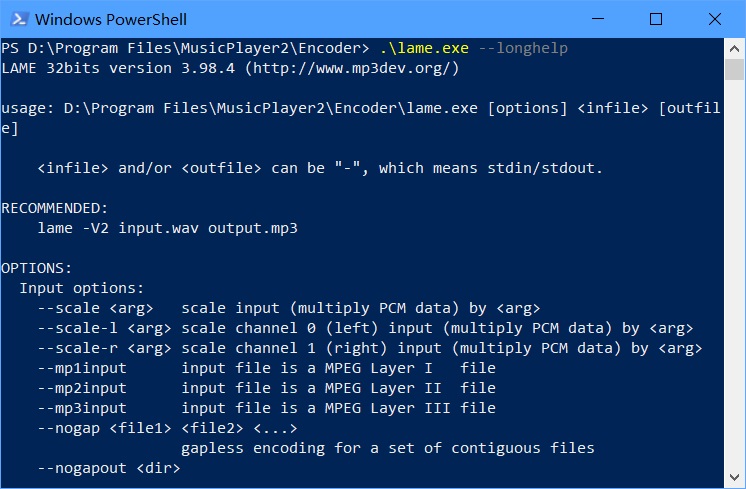 Windows PowerShell
PS D:\Program Files\MusicPlayer2\Encoder> .\lame.exe --longhelp
LAME 32bits version 3.98.4 (http://www.mp3dev.org/)
usage: D:\Program Files\MusicPlayer2\Encoder\lame.exe [options] <infile> [outfil
e]
<infile> and/or <outfile> can be "-", which means stdin/stdout.
RECOMMENDED:
lame -V2 input.wav output.mp3
OPTIONS:
Input options:
--scale <arg> scale input (multiply PCM data) by <arg>
--scale-l <arg> scale channel 0 (left) input (multiply PCM data) by <arg>
--scale-r <arg> scale channel 1 (right) input (multiply PCM data) by <arg>
--mp1input input file is a MPEG Layer I file
--mp2input input file is a MPEG Layer II file
--mp3input input file is a MPEG Layer III file
--nogap <file1> <file2> <...>
gapless encoding for a set of contiguous files
--nogapout <dir>